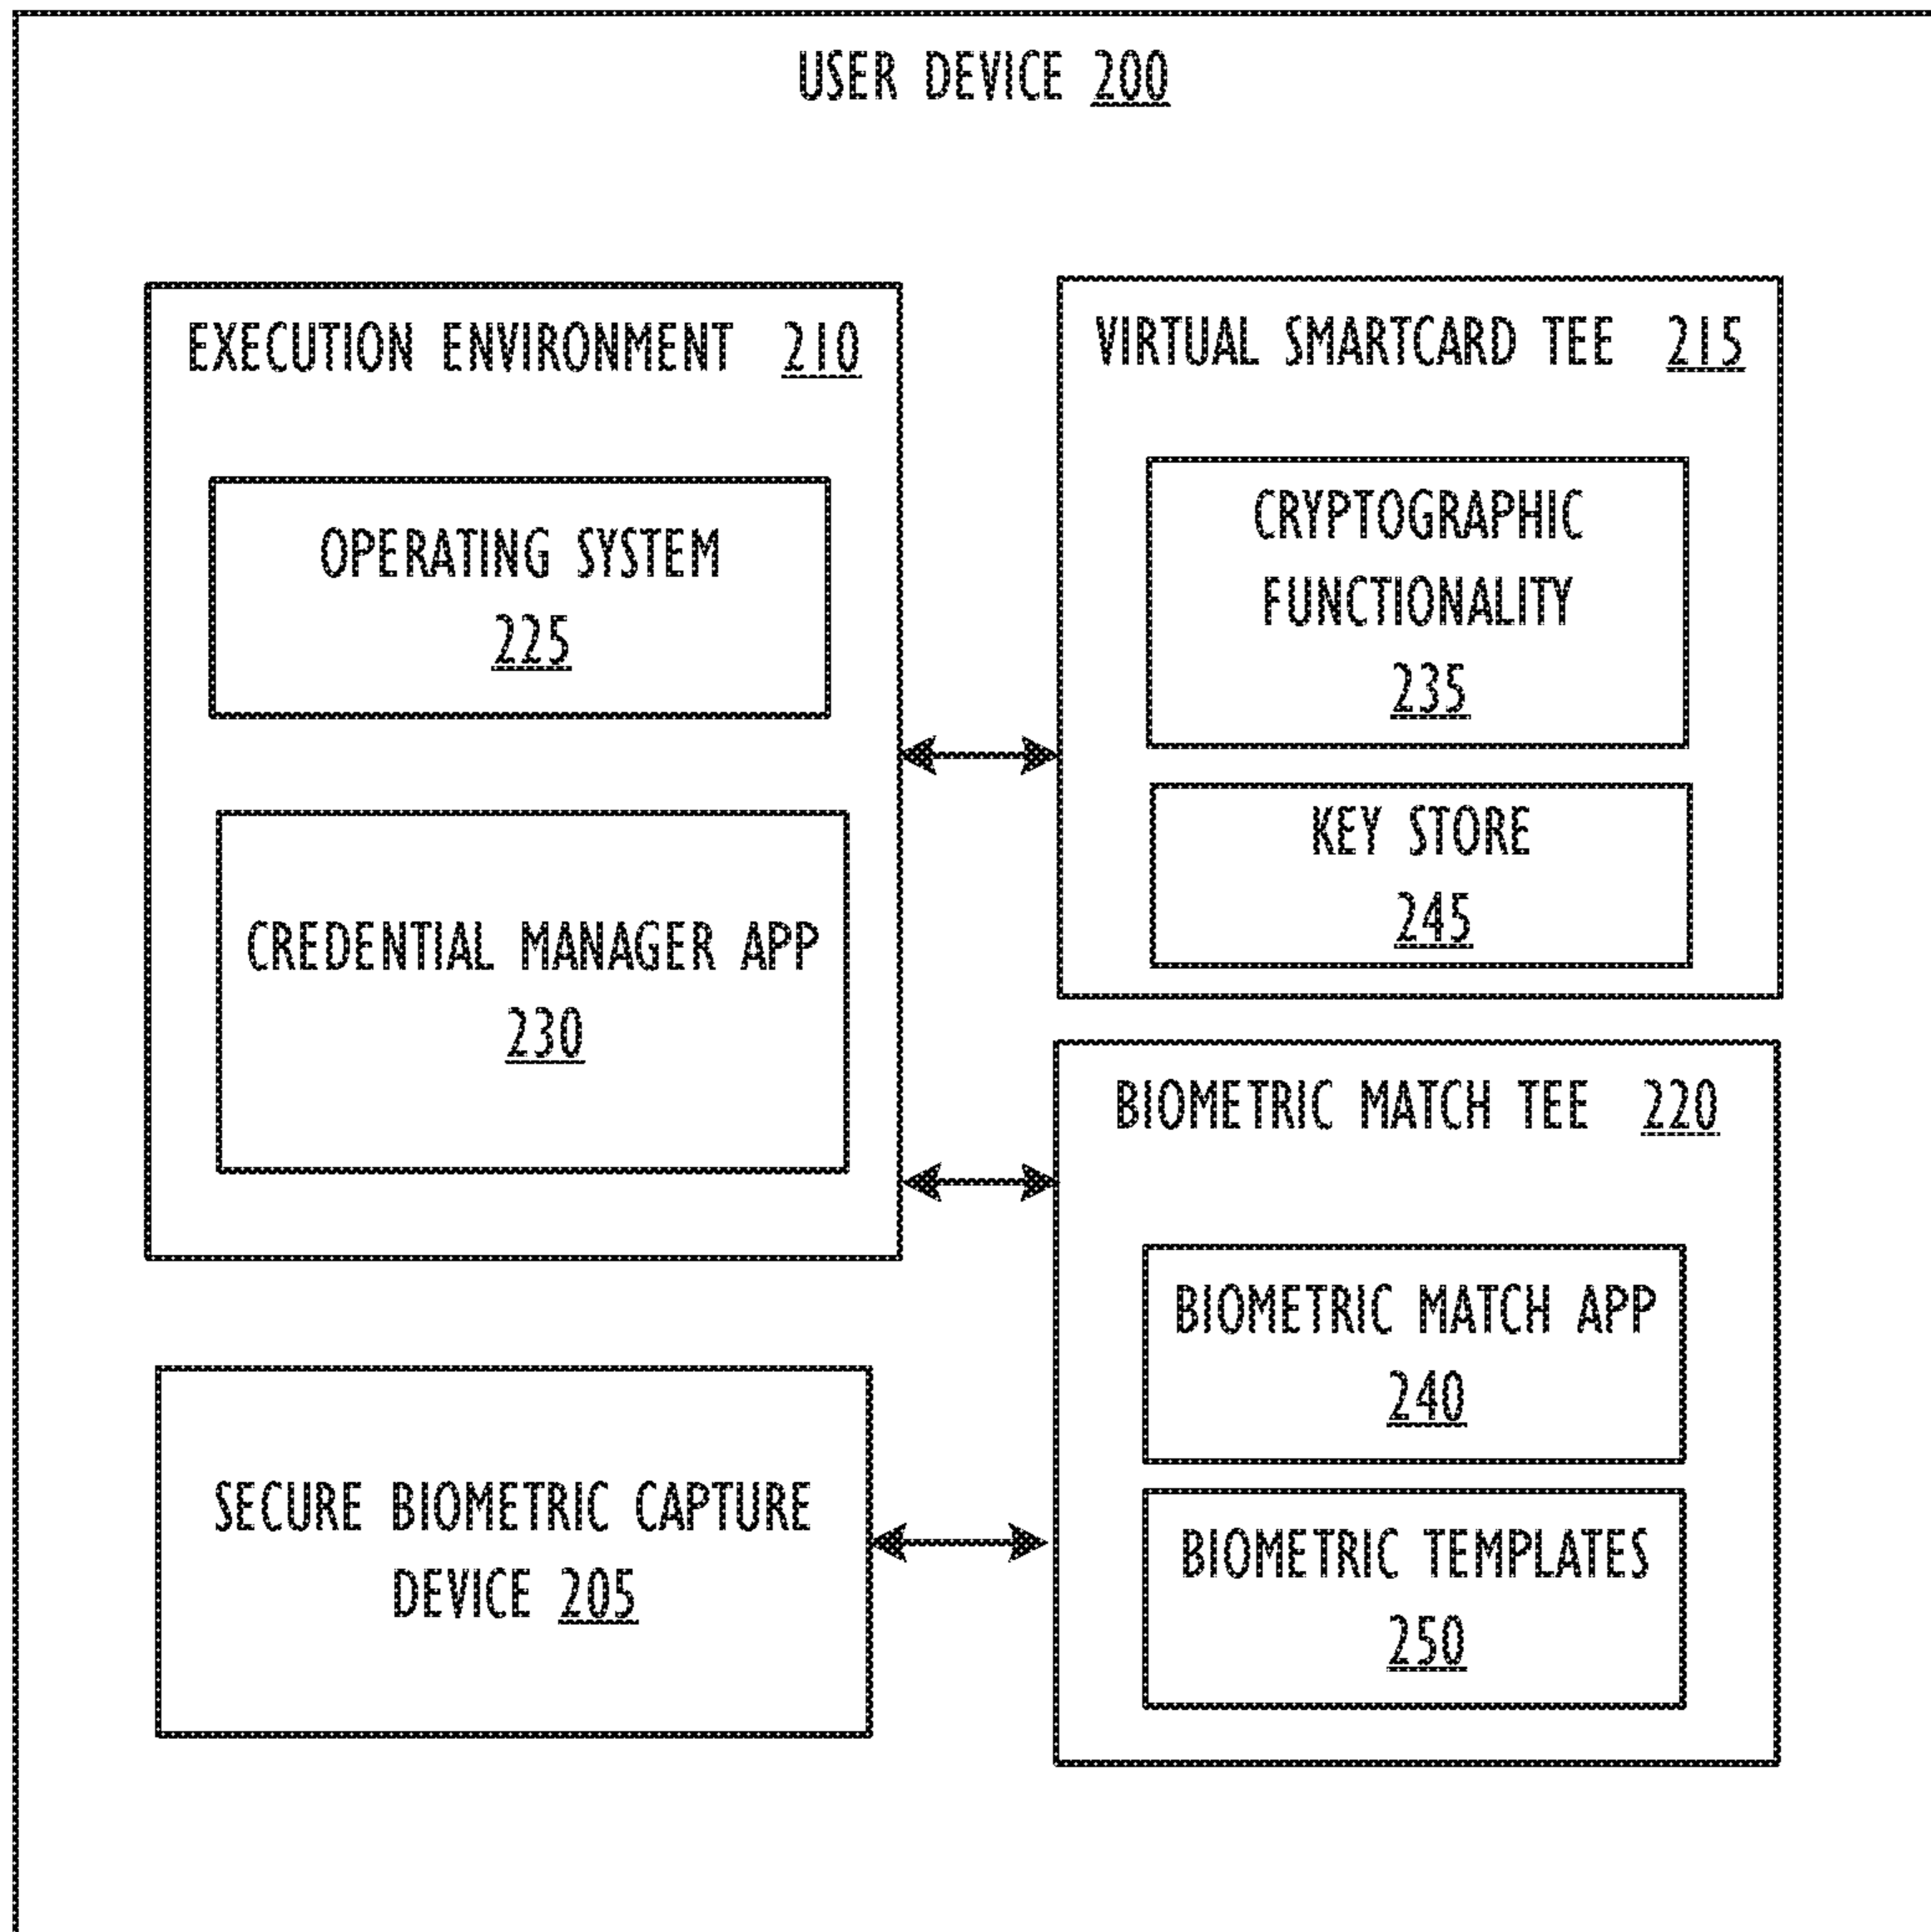 USER DEVICE 200
EXECUTION ENVIRONMENT 210
OPERATING SYSTEM
225
CREDENTIAL MANAGER APP
230
VIRTUAL SMARTCARD TEE 215
CRYPTOGRAPHIC
FUNCTIONALITY
235
KEY STORE
245
BIOMETRIC MATCH TEE 220
BIOMETRIC MATCH APP
240
BIOMETRIC TEMPLATES
250
SECURE BIOMETRIC CAPTURE
DEVICE 205